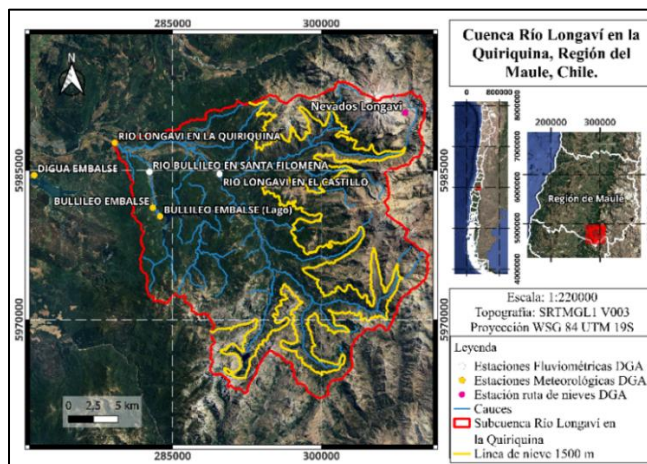 285000
300000
Cuenca Río Longaví en la
Quiriquina, Región del
Maule, Chile.
N
Nevados Longaví
RIO LONGAVI EN LA QUIRIQUINA
DIGUA EMBALSE
RIO BULLILEO EN SANTA FILOMENA
RIO LONGAVI EN EL CASTILLO
BULLILEO EMBALSE
BULLILEO EMBALSE (Lago)
5985000
5985000
5970000
5970000
0
2,5
5 km
285000
300000
200000
300000
400000
Región de Maule
8000000
7000000
6000000
5000000
4000000
Escala: 1:220000
Topografía: SRTMGL1 V003
Proyección WSG 84 UTM 19S
Leyenda
Estaciones Fluviométricas DGA
Estaciones Meteorológicas DGA
Estación ruta de nieves DGA
Cauces
Subcuenca Río Longaví en
la Quiriquina
Linea de nieve 1500 m